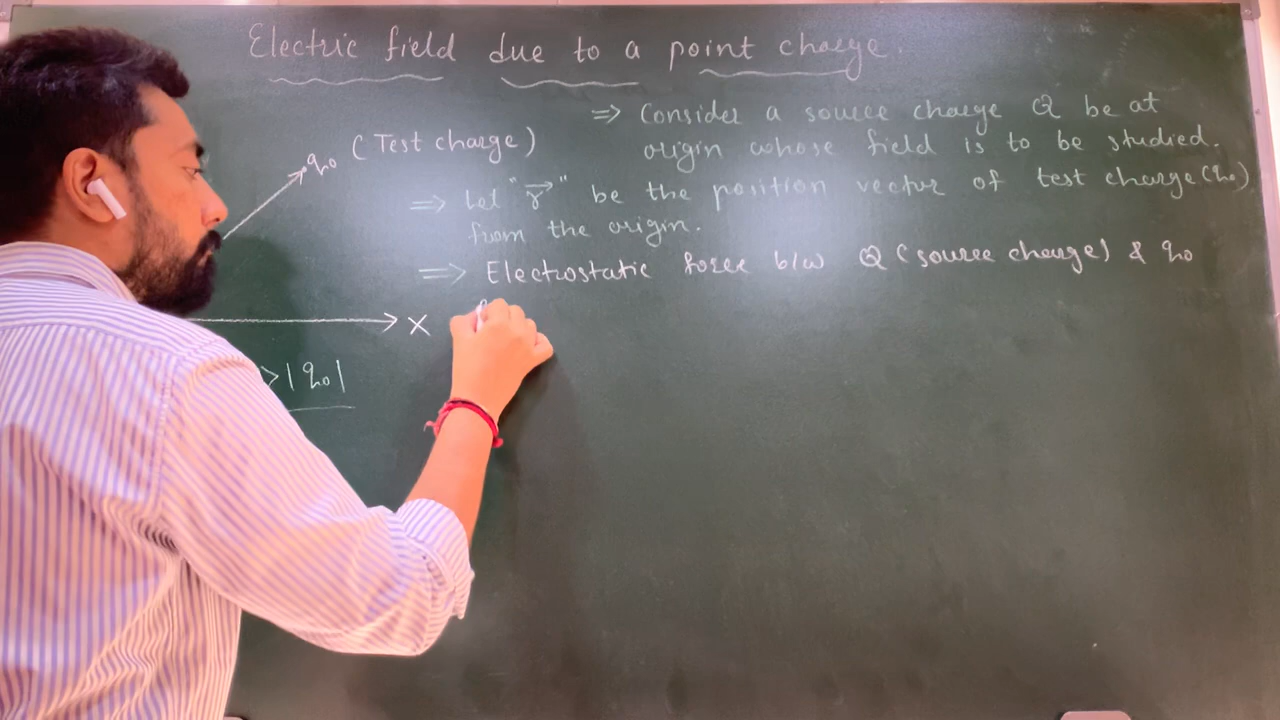 Electric field due to a point charge.
⇒ Consider a source charge Q be at
origin whose field is to be studied.
q₀ (Test charge)
⇒ Let "r⃗" be the position vector of test charge (q₀)
from the origin.
⇒ Electrostatic force b/w Q (source charge) & q₀
X
>|q₀|